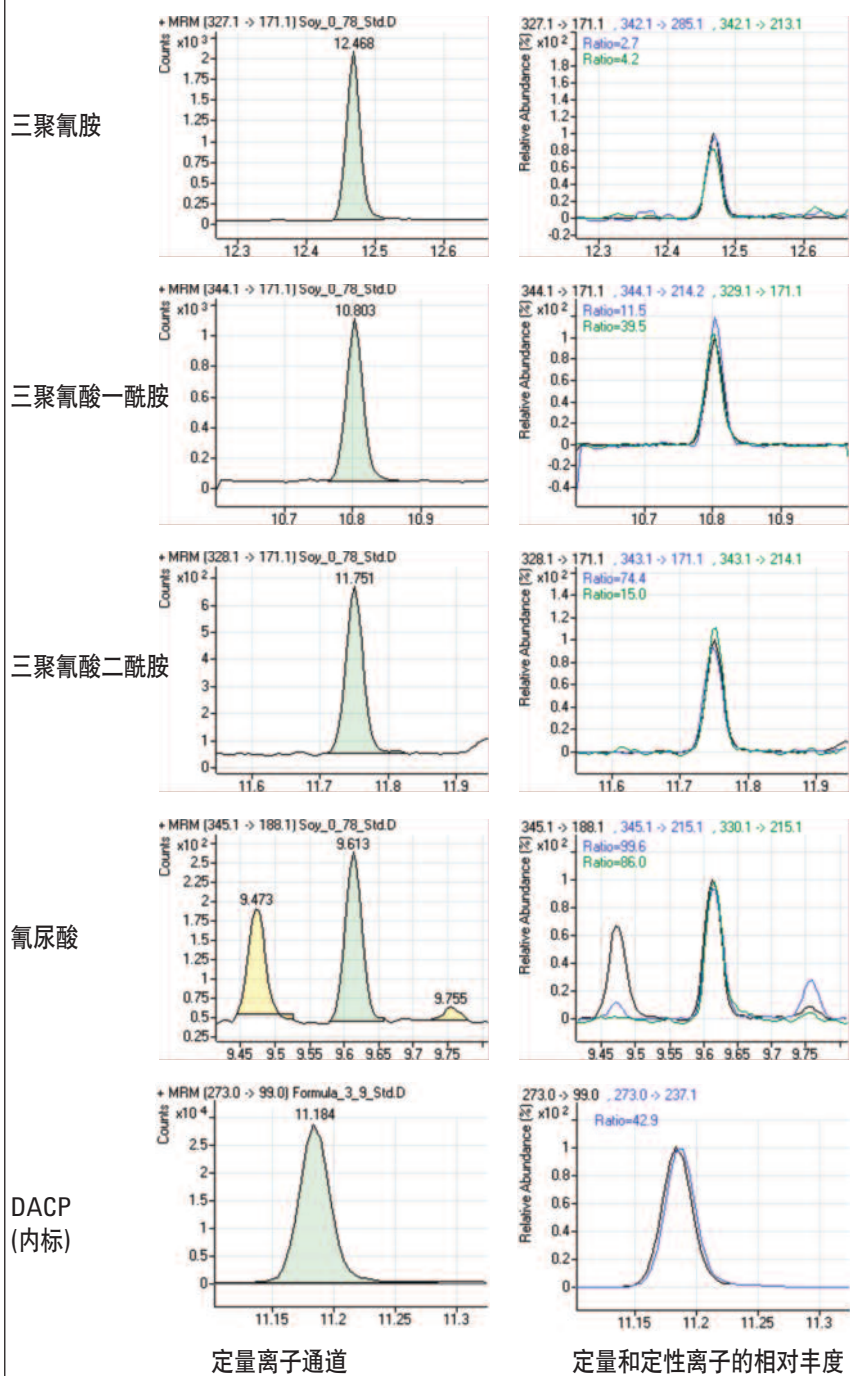 三聚氰胺
+ MRM (327.1 -> 171.1) Soy_0_78_Std.D
Counts
x10 3
12.468
2
1.75
1.5
1.25
1
0.75
0.5
0.25
0
12.3 12.4 12.5 12.6
327.1 -> 171.1 , 342.1 -> 285.1 , 342.1 -> 213.1
Relative Abundance (%)
x10 2
Ratio=2.7
Ratio=4.2
1.8
1.6
1.4
1.2
1
0.8
0.6
0.4
0.2
0
-0.2
12.3 12.4 12.5 12.6
三聚氰酸一酰胺
+ MRM (344.1 -> 171.1) Soy_0_78_Std.D
Counts
x10 3
10.803
1
0.8
0.6
0.4
0.2
0
10.7 10.8 10.9
344.1 -> 171.1 , 344.1 -> 214.2 , 329.1 -> 171.1
Relative Abundance (%)
x10 2
Ratio=11.5
Ratio=39.5
1
0.8
0.6
0.4
0.2
0
-0.2
-0.4
10.7 10.8 10.9
三聚氰酸二酰胺
+ MRM (328.1 -> 171.1) Soy_0_78_Std.D
Counts
x10 2
11.751
6
5
4
3
2
1
0
11.6 11.7 11.8 11.9
328.1 -> 171.1 , 343.1 -> 171.1 , 343.1 -> 214.1
Relative Abundance (%)
x10 2
Ratio=74.4
Ratio=15.0
1.4
1.2
1
0.8
0.6
0.4
0.2
0
11.6 11.7 11.8 11.9
氰尿酸
+ MRM (345.1 -> 188.1) Soy_0_78_Std.D
Counts
x10 2
9.613
9.473
9.755
2.5
2.25
2
1.75
1.5
1.25
1
0.75
0.5
0.25
9.45 9.5 9.55 9.6 9.65 9.7 9.75
345.1 -> 188.1 , 345.1 -> 215.1 , 330.1 -> 215.1
Relative Abundance (%)
x10 2
Ratio=99.6
Ratio=86.0
1
0.8
0.6
0.4
0.2
0
9.45 9.5 9.55 9.6 9.65 9.7 9.75
DACP
(内标)
+ MRM (273.0 -> 99.0) Formula_3_9_Std.D
Counts
x10 4
11.184
2.5
2
1.5
1
0.5
0
11.15 11.2 11.25 11.3
273.0 -> 99.0 , 273.0 -> 237.1
Relative Abundance (%)
x10 2
Ratio=42.9
1
0.8
0.6
0.4
0.2
0
11.15 11.2 11.25 11.3
定量离子通道
定量和定性离子的相对丰度